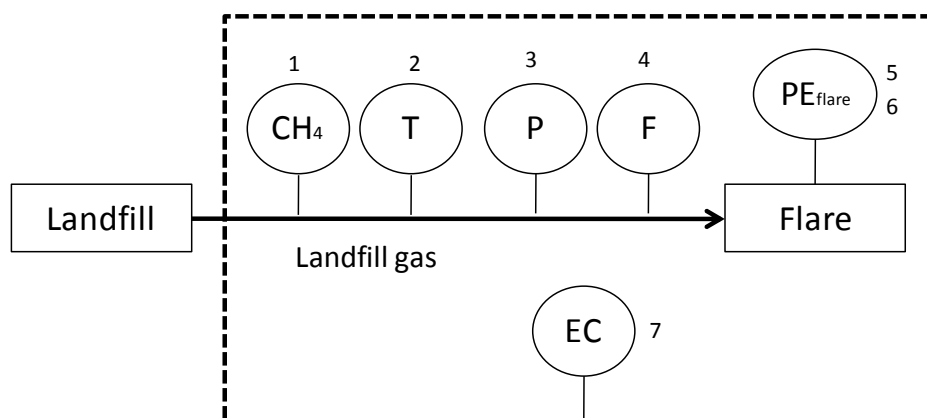 1 2 3 4
CH4 T P F
PEflare
5
6
Landfill
Flare
Landfill gas
EC 7